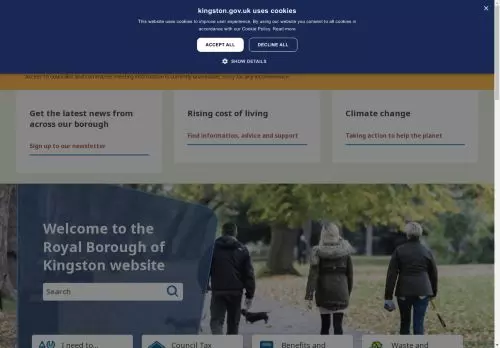 kingston.gov.uk uses cookies
This website uses cookies to improve user experience. By using our website you consent to all cookies in
accordance with our Cookie Policy. Read more
ACCEPT ALL
DECLINE ALL
SHOW DETAILS
Access to councillor and committee meeting information is currently unavailable, sorry for any inconvenience.
Get the latest news from
across our borough
Sign up to our newsletter
Rising cost of living
Find information, advice and support
Climate change
Taking action to help the planet
Welcome to the
Royal Borough of
Kingston website
Search
I need to...
Council Tax
Benefits and
Waste and